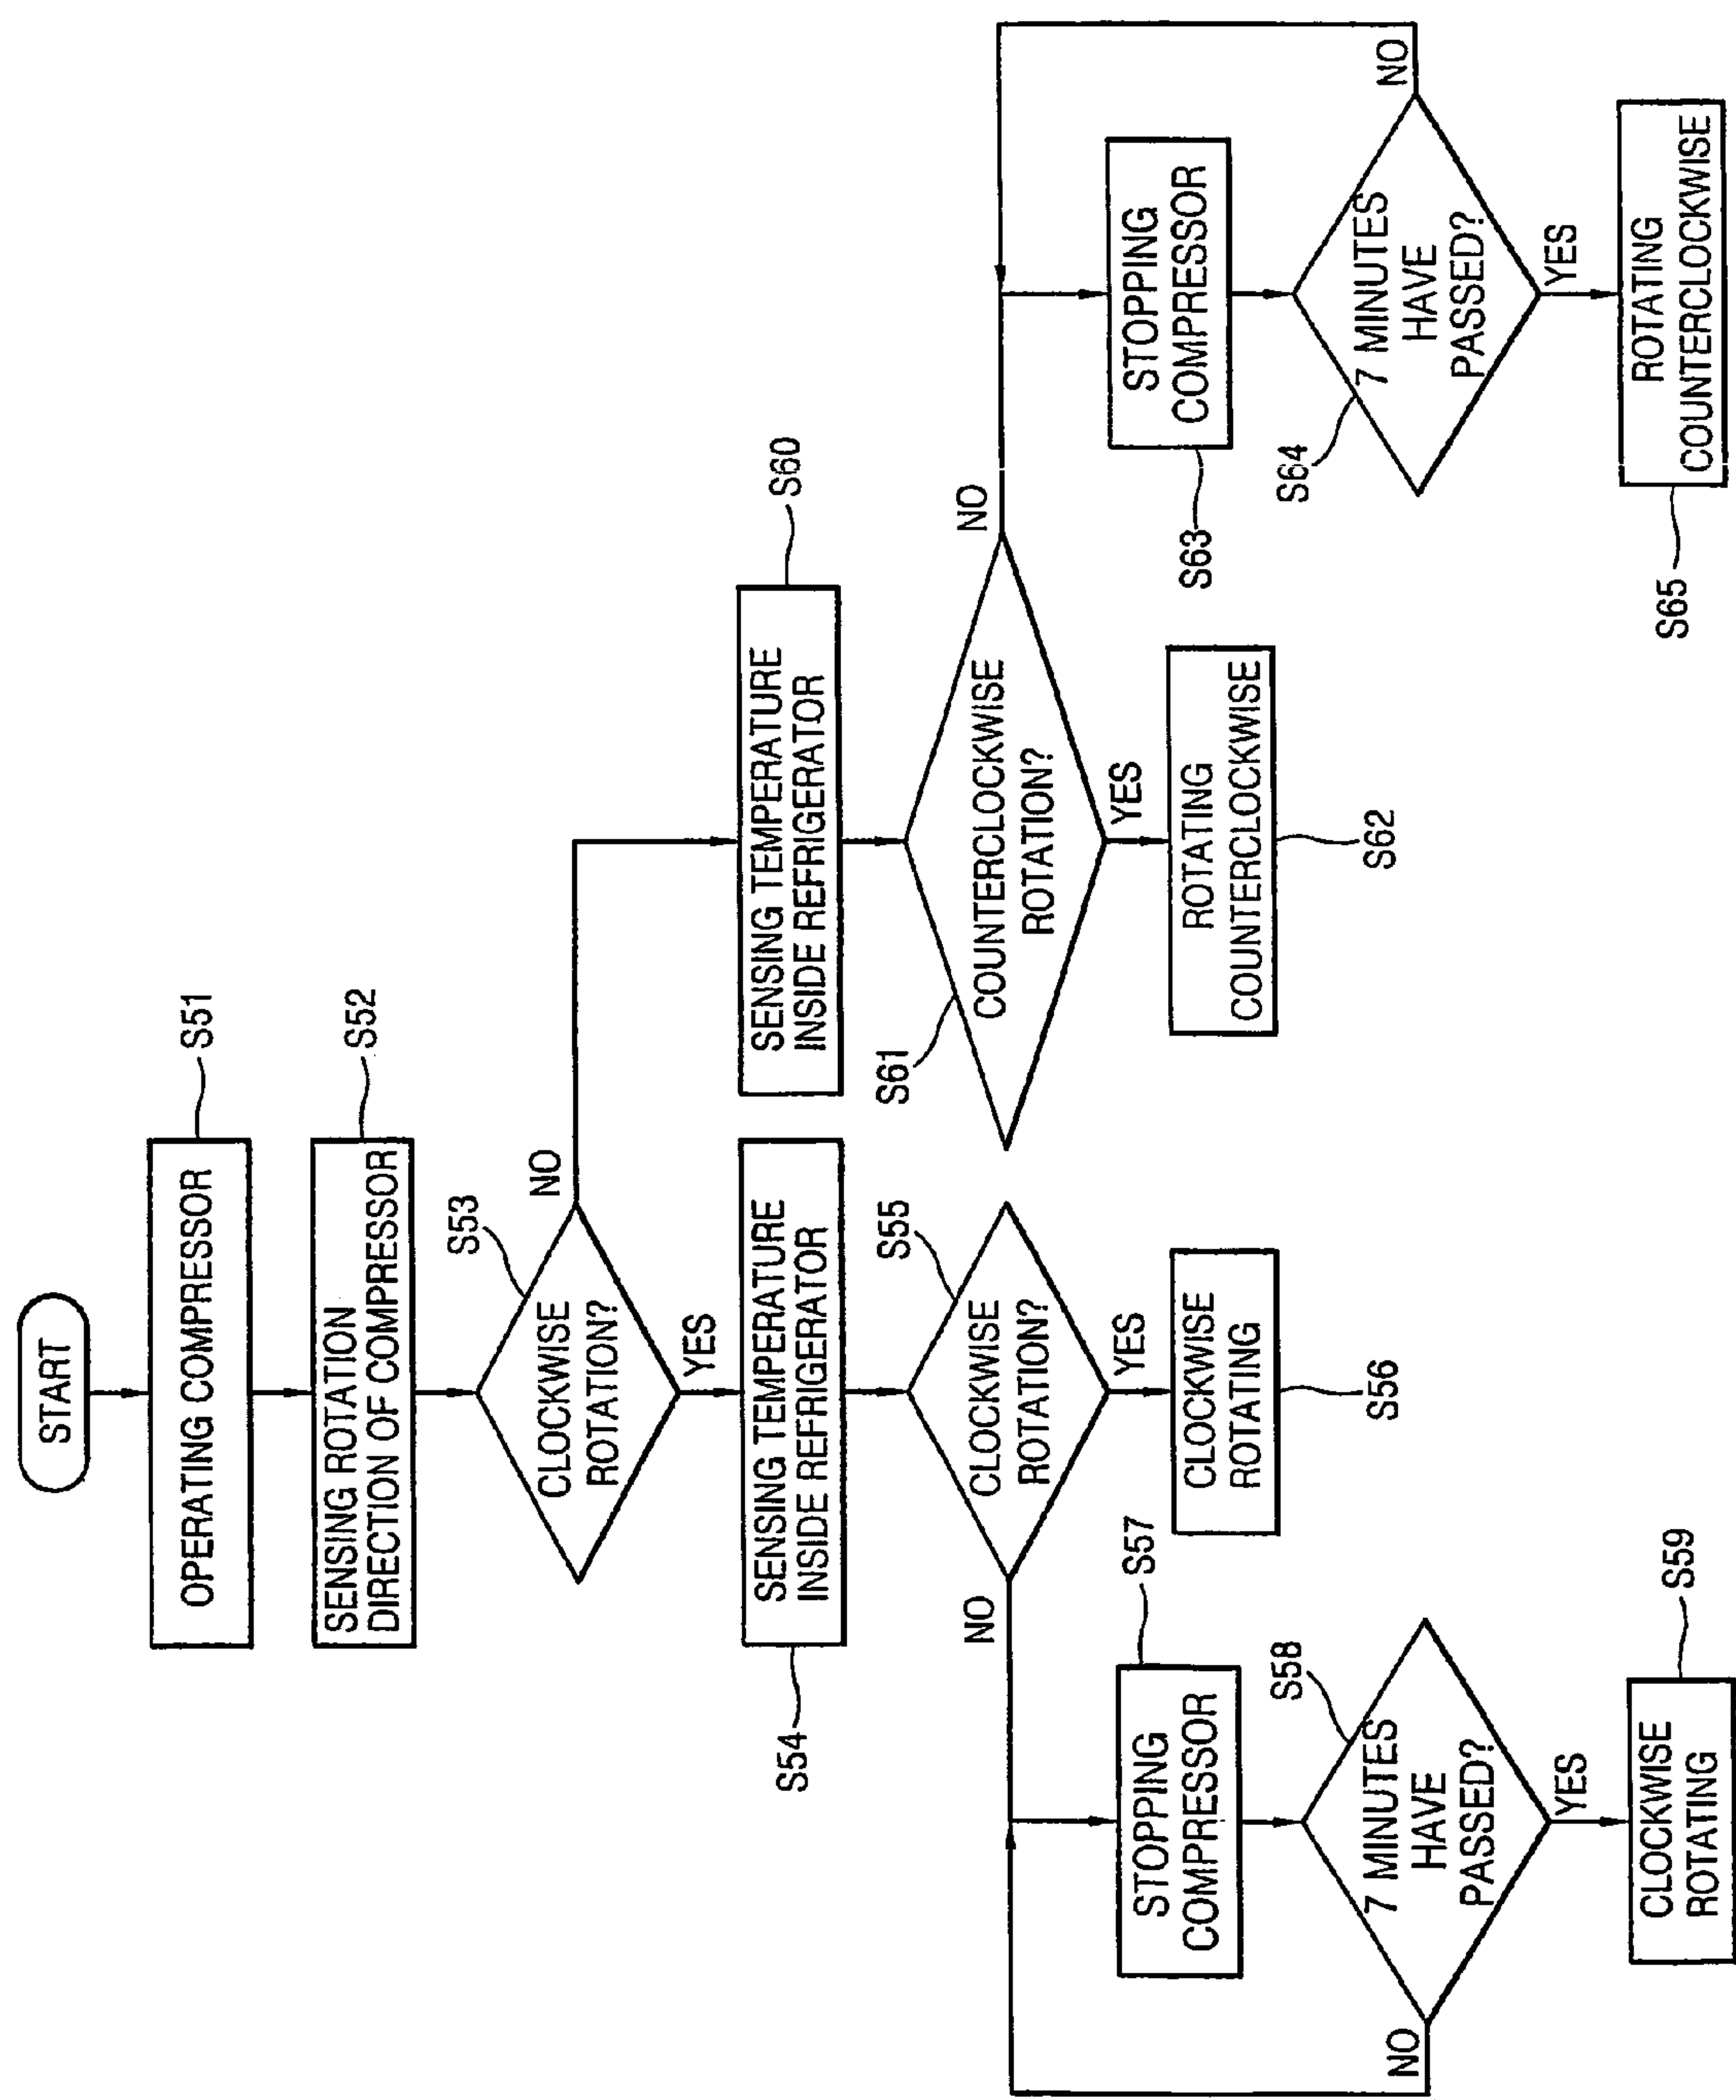 START
OPERATING COMPRESSOR
S51
SENSING ROTATION
DIRECTION OF COMPRESSOR
S52
CLOCKWISE
ROTATION?
S53
NO
YES
SENSING TEMPERATURE
INSIDE REFRIGERATOR
S54
CLOCKWISE
ROTATION?
S55
NO
YES
CLOCKWISE
ROTATING
S56
STOPPING
COMPRESSOR
S57
7 MINUTES
HAVE
PASSED?
S58
NO
YES
CLOCKWISE
ROTATING
S59
SENSING TEMPERATURE
INSIDE REFRIGERATOR
S60
COUNTERCLOCKWISE
ROTATION?
S61
NO
YES
ROTATING
COUNTERCLOCKWISE
S62
STOPPING
COMPRESSOR
S63
7 MINUTES
HAVE
PASSED?
S64
NO
YES
ROTATING
COUNTERCLOCKWISE
S65